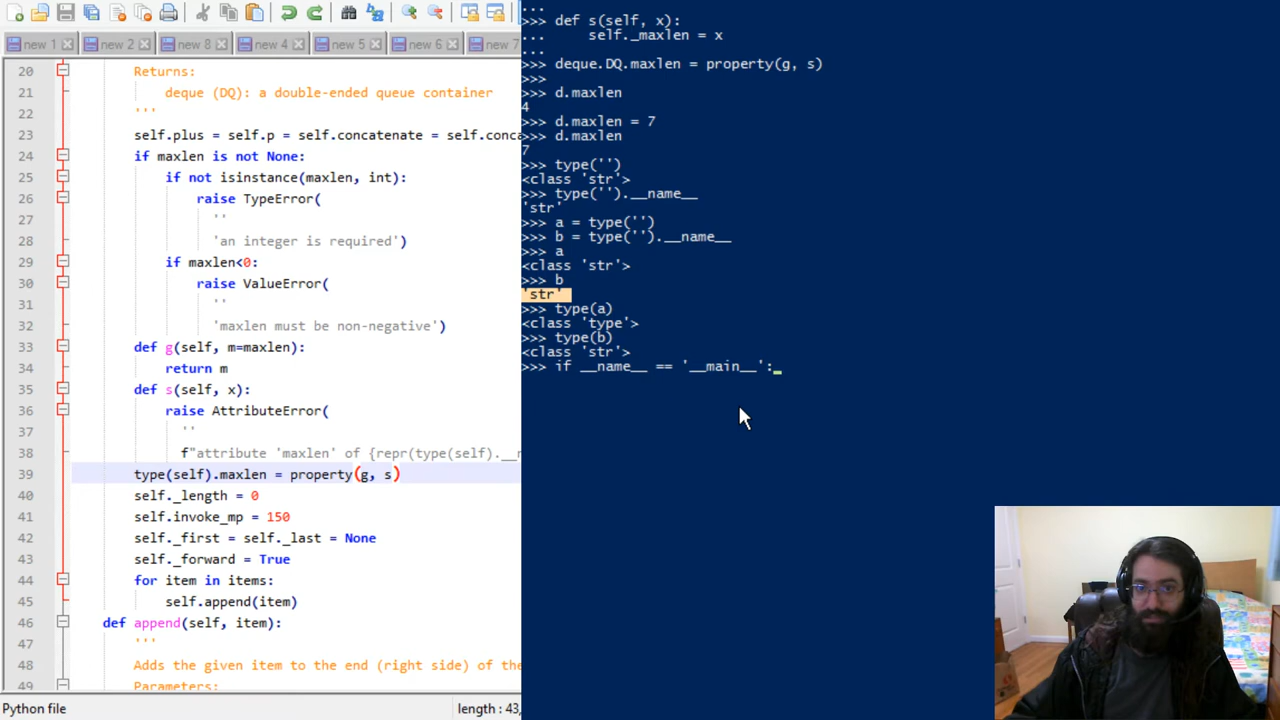 new 1 new 2 new 8 new 4 new 5 new 6 new 7
20 Returns:
21 deque (DQ): a double-ended queue container
22 '''
23 self.plus = self.p = self.concatenate = self.conca
24 if maxlen is not None:
25 if not isinstance(maxlen, int):
26 raise TypeError(
27 ''
28 'an integer is required')
29 if maxlen<0:
30 raise ValueError(
31 ''
32 'maxlen must be non-negative')
33 def g(self, m=maxlen):
34 return m
35 def s(self, x):
36 raise AttributeError(
37 ''
38 f"attribute 'maxlen' of {repr(type(self).__n
39 type(self).maxlen = property(g, s)
40 self._length = 0
41 self.invoke_mp = 150
42 self._first = self._last = None
43 self._forward = True
44 for item in items:
45 self.append(item)
46 def append(self, item):
47 '''
48 Adds the given item to the end (right side) of the
49 Parameters:
Python file length : 43,
...
>>> def s(self, x):
... self._maxlen = x
...
>>> deque.DQ.maxlen = property(g, s)
>>>
>>> d.maxlen
4
>>> d.maxlen = 7
>>> d.maxlen
7
>>> type('')
<class 'str'>
>>> type('').__name__
'str'
>>> a = type('')
>>> b = type('').__name__
>>> a
<class 'str'>
>>> b
'str'
>>> type(a)
<class 'type'>
>>> type(b)
<class 'str'>
>>> if __name__ == '__main__':_